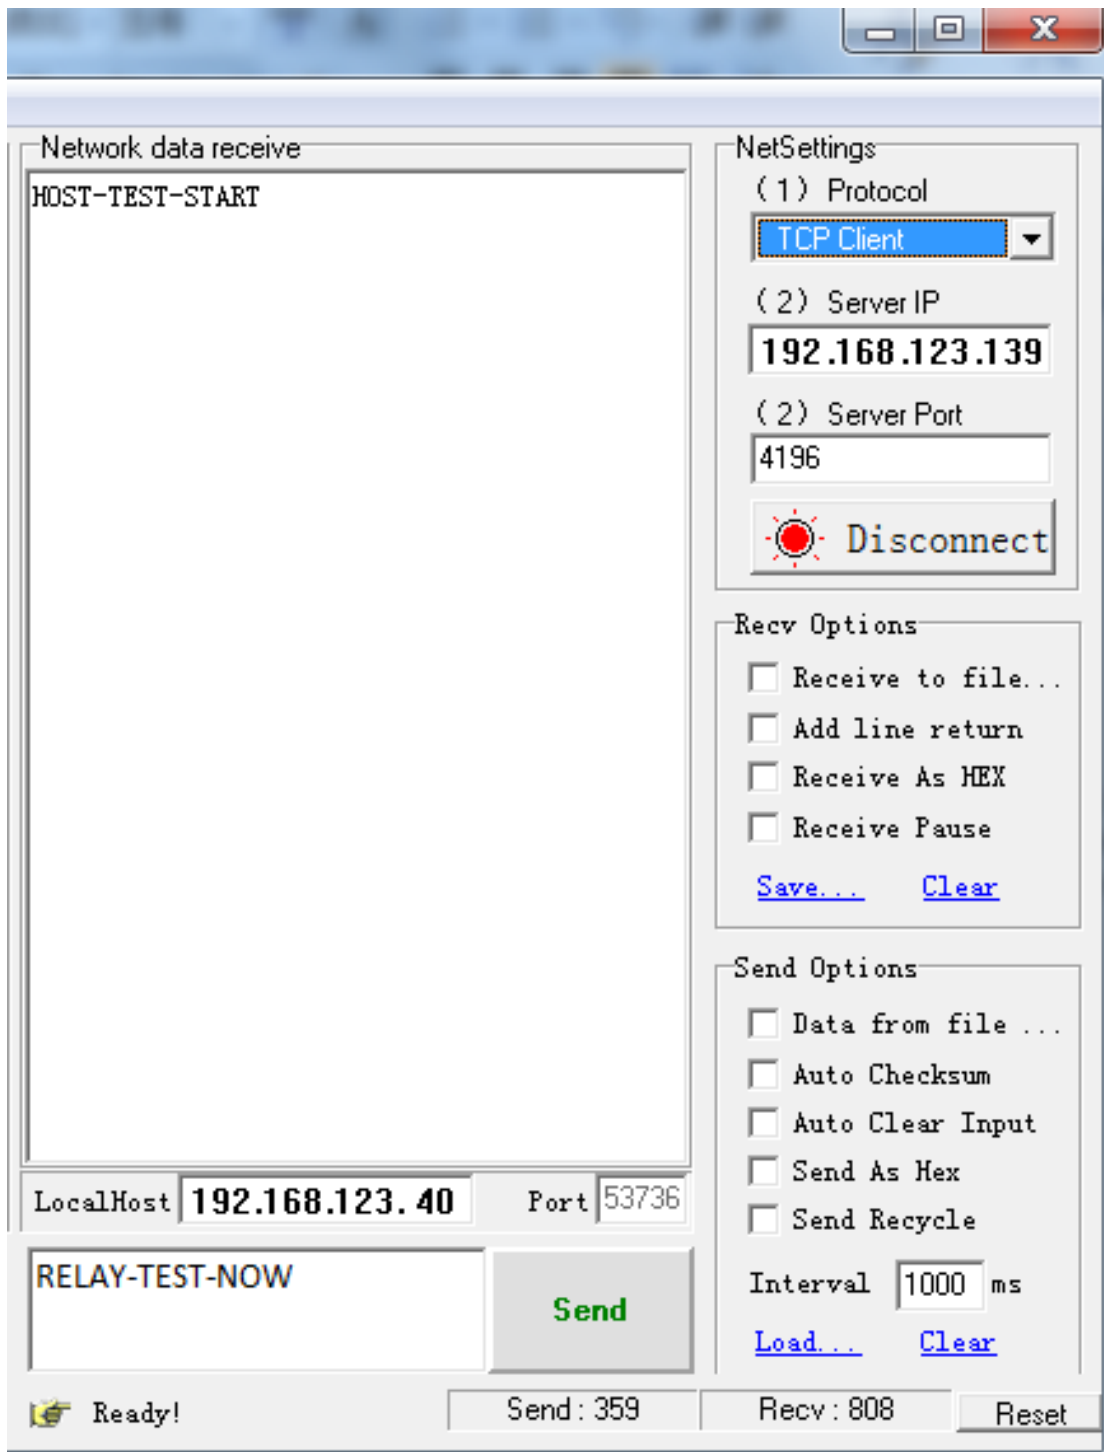 Network data receive
HOST-TEST-START
NetSettings
(1) Protocol
TCP Client
(2) Server IP
192.168.123.139
(2) Server Port
4196
Disconnect
Recv Options
Receive to file...
Add line return
Receive As HEX
Receive Pause
Save... Clear
Send Options
Data from file ...
Auto Checksum
Auto Clear Input
Send As Hex
Send Recycle
Interval 1000 ms
Load... Clear
LocalHost 192.168.123. 40 Port 53736
RELAY-TEST-NOW
Send
Ready! Send : 359 Recv : 808 Reset